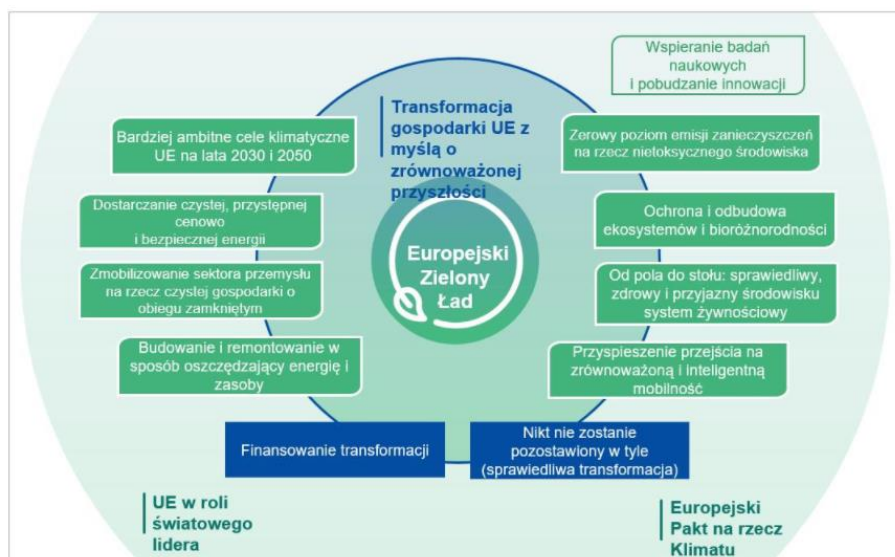 Wspieranie badań
naukowych
i pobudzanie innowacji
Transformacja
gospodarki UE z
myślą o
zrównoważonej
przyszłości
Bardziej ambitne cele klimatyczne
UE na lata 2030 i 2050
Zerowy poziom emisji zanieczyszczeń
na rzecz nietoksycznego środowiska
Dostarczanie czystej, przystępnej
cenowo
i bezpiecznej energii
Ochrona i odbudowa
ekosystemów i bioróżnorodności
Europejski
Zielony
Ład
Zmobilizowanie sektora przemysłu
na rzecz czystej gospodarki o
obiegu zamkniętym
Od pola do stołu: sprawiedliwy,
zdrowy i przyjazny środowisku
system żywnościowy
Budowanie i remontowanie w
sposób oszczędzający energię i
zasoby
Przyspieszenie przejścia na
zrównoważoną i inteligentną
mobilność
Finansowanie transformacji
Nikt nie zostanie
pozostawiony w tyle
(sprawiedliwa transformacja)
UE w roli
światowego
lidera
Europejski
Pakt na rzecz
Klimatu